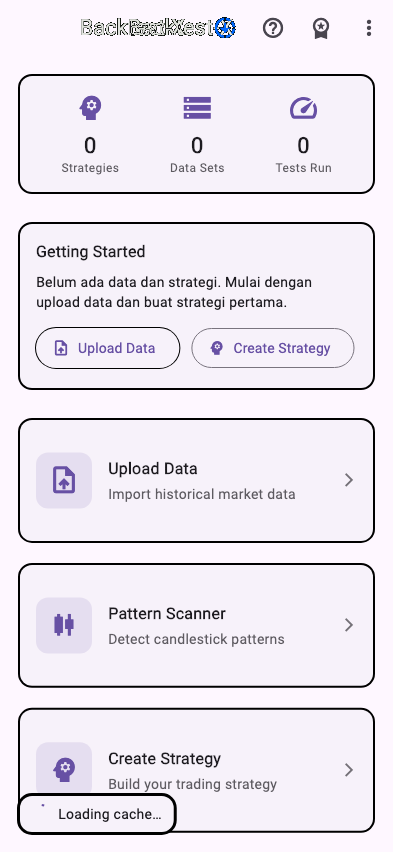 0
0
0
Strategies
Data Sets
Tests Run
Getting Started
Belum ada data dan strategi. Mulai dengan
upload data dan buat strategi pertama.
Upload Data
Create Strategy
Upload Data
Import historical market data
Pattern Scanner
Detect candlestick patterns
Create Strategy
Build your trading strategy
Loading cache...